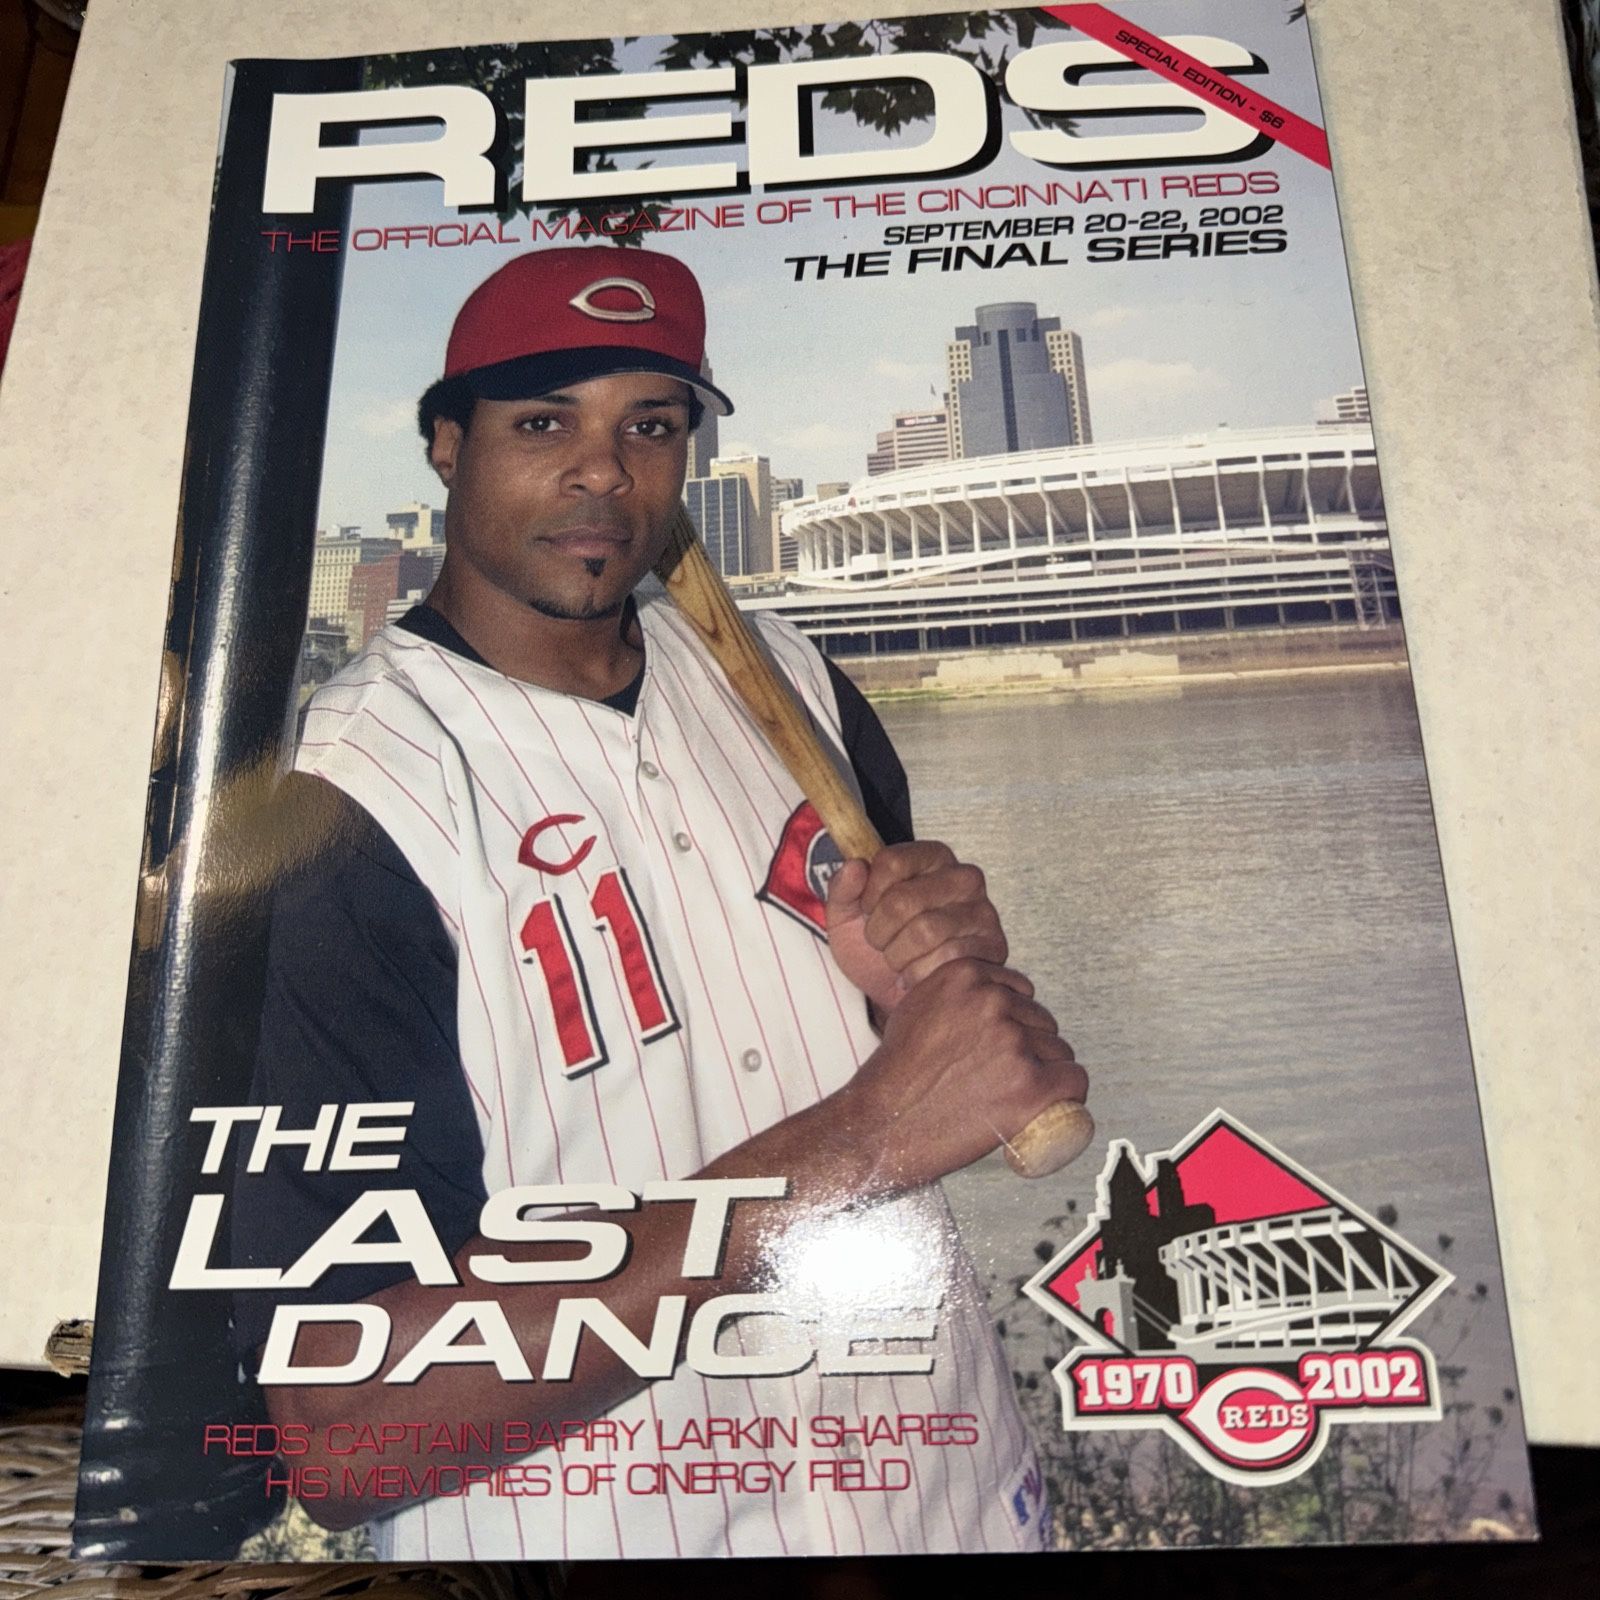 SPECIAL EDITION - $6
REDS
THE OFFICIAL MAGAZINE OF THE CINCINNATI REDS
SEPTEMBER 20-22, 2002
THE FINAL SERIES
C
11
THE
LAST
DANCE
REDS' CAPTAIN BARRY LARKIN SHARES
HIS MEMORIES OF CINERGY FIELD
1970 2002
REDS